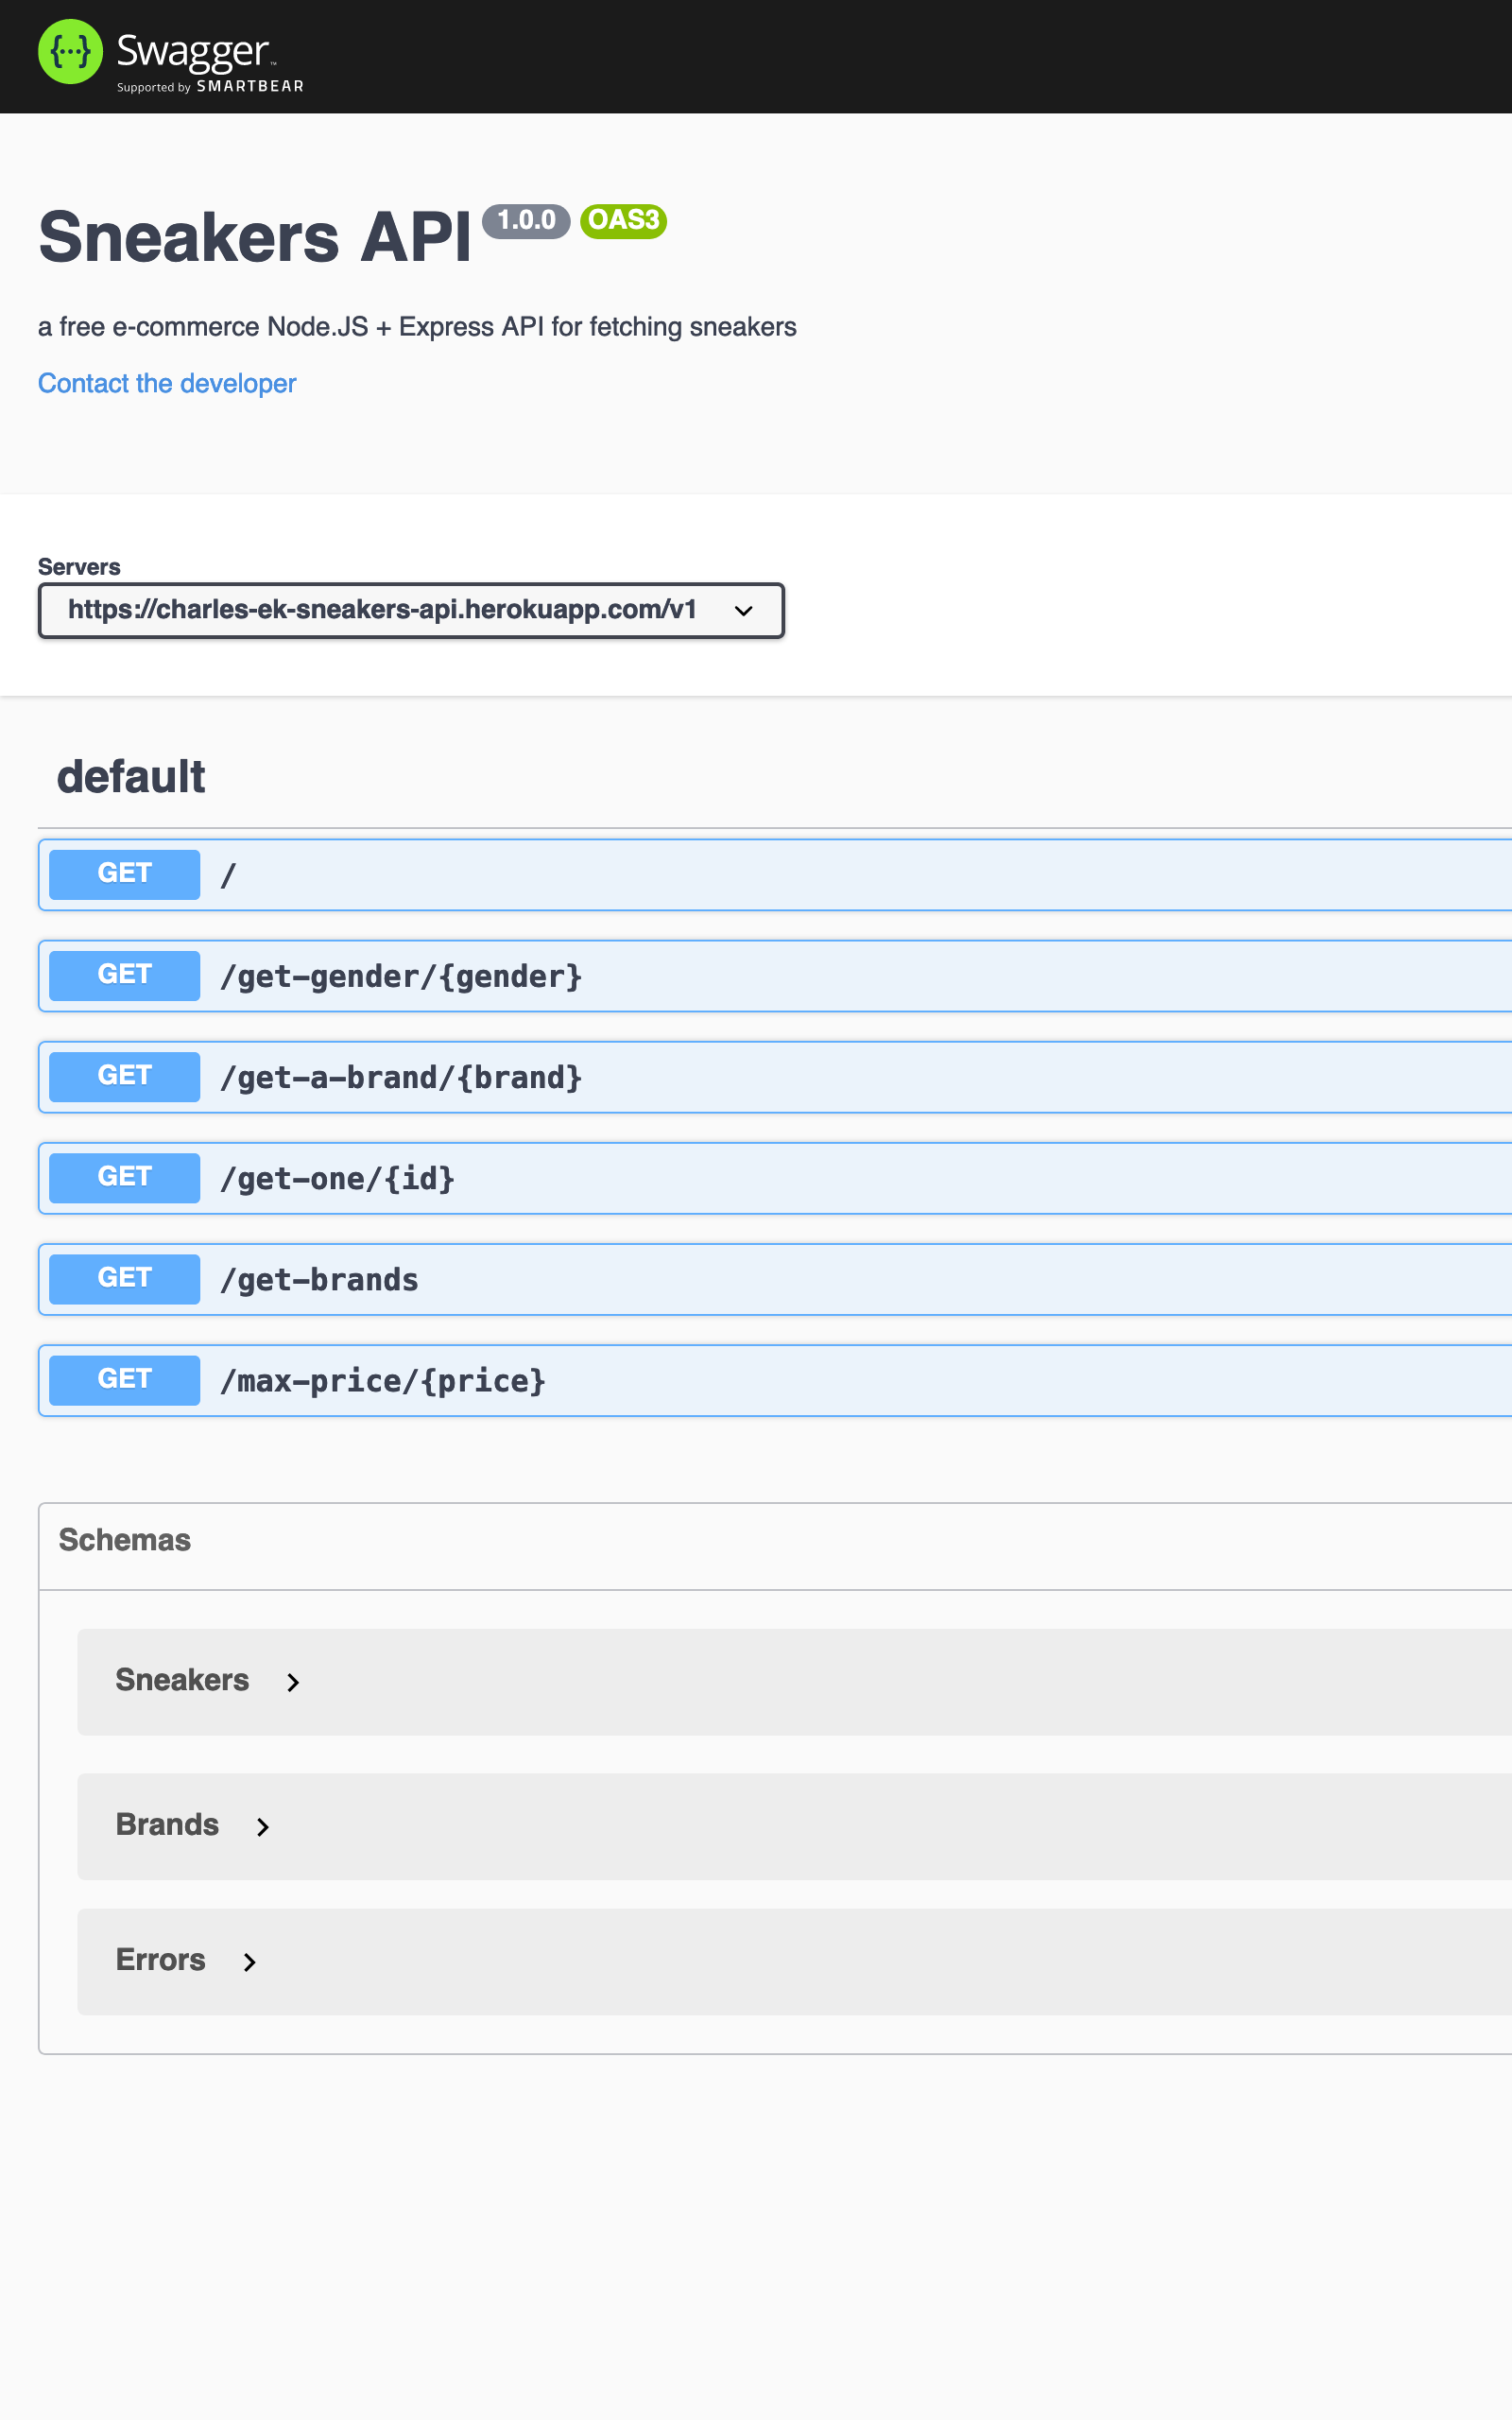 Swagger™
Supported by SMARTBEAR
Sneakers API 1.0.0 OAS3
a free e-commerce Node.JS + Express API for fetching sneakers
Contact the developer
Servers
https://charles-ek-sneakers-api.herokuapp.com/v1
default
GET /
GET /get-gender/{gender}
GET /get-a-brand/{brand}
GET /get-one/{id}
GET /get-brands
GET /max-price/{price}
Schemas
Sneakers
Brands
Errors